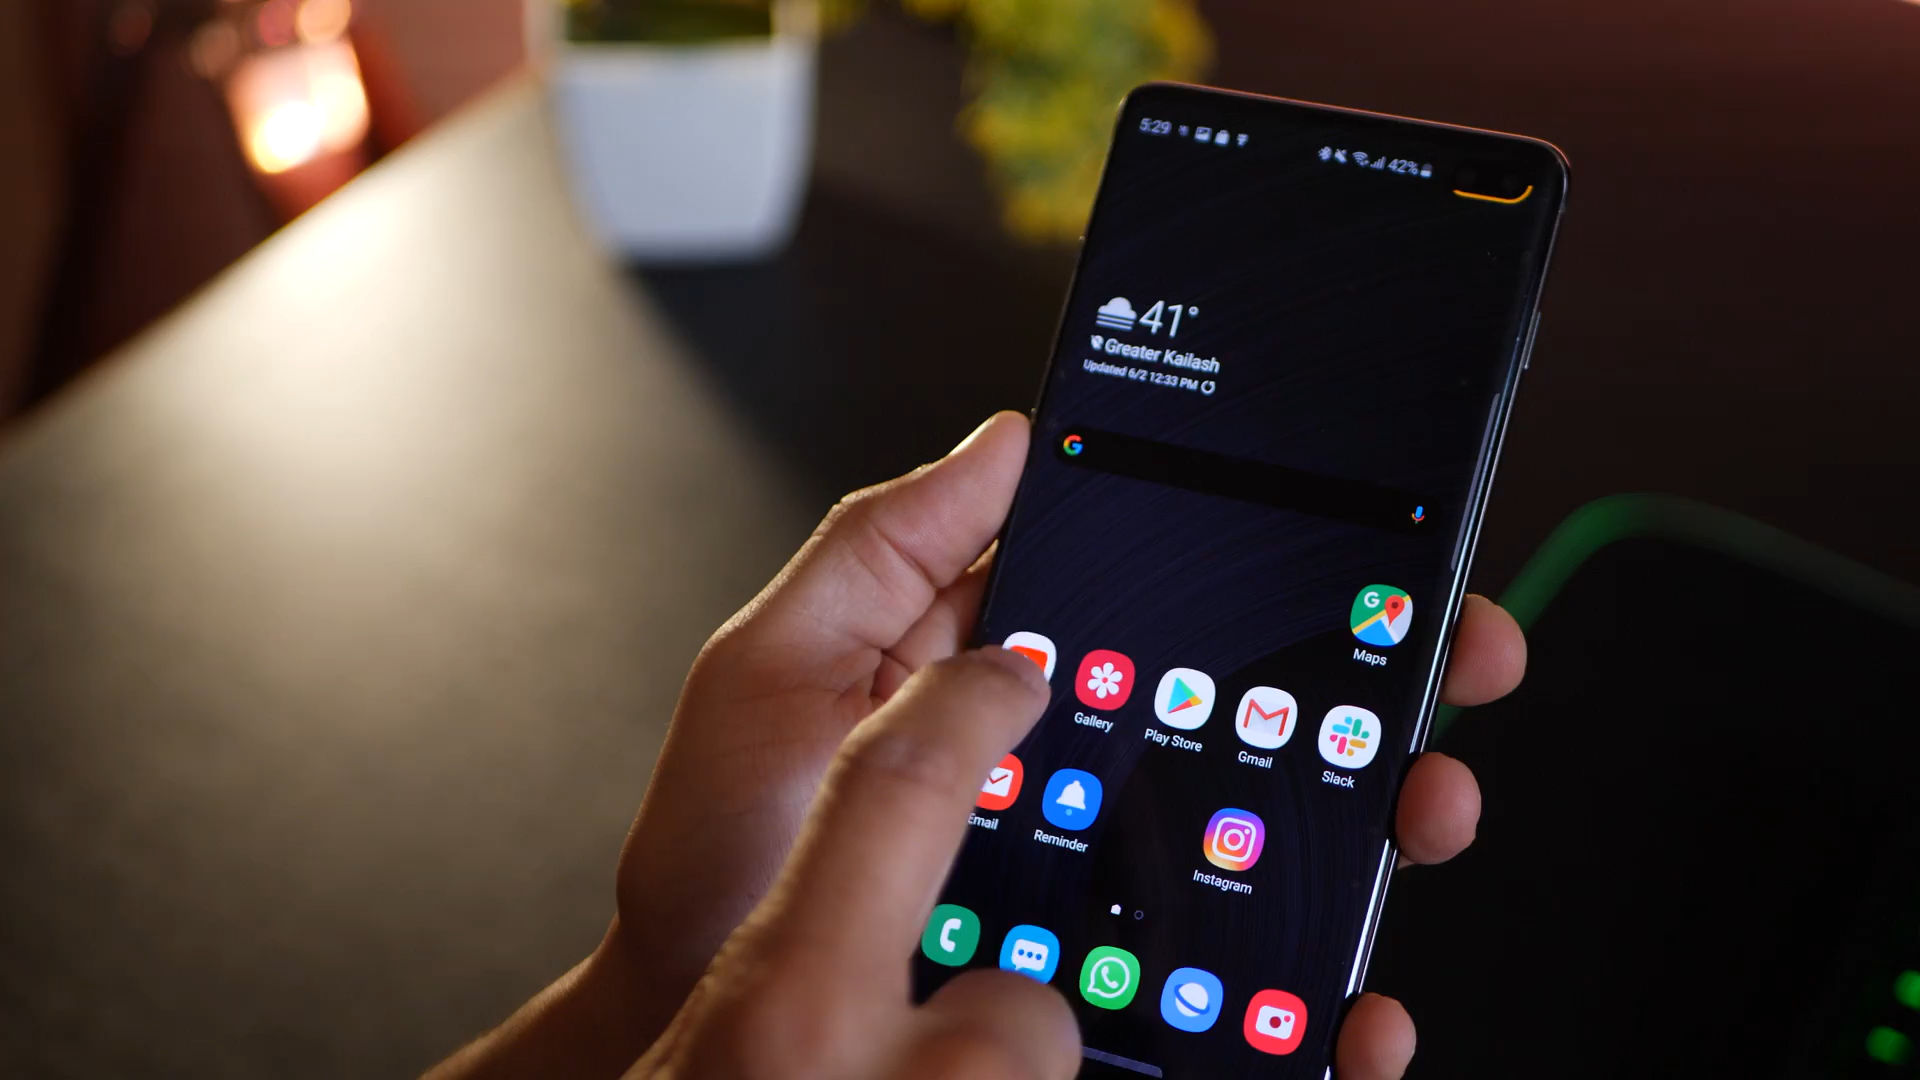 5:29
42%
41°
Greater Kailash
Updated 6/2 12:33 PM
G
G
Maps
Gallery
Play Store
Gmail
Slack
Email
Reminder
Instagram